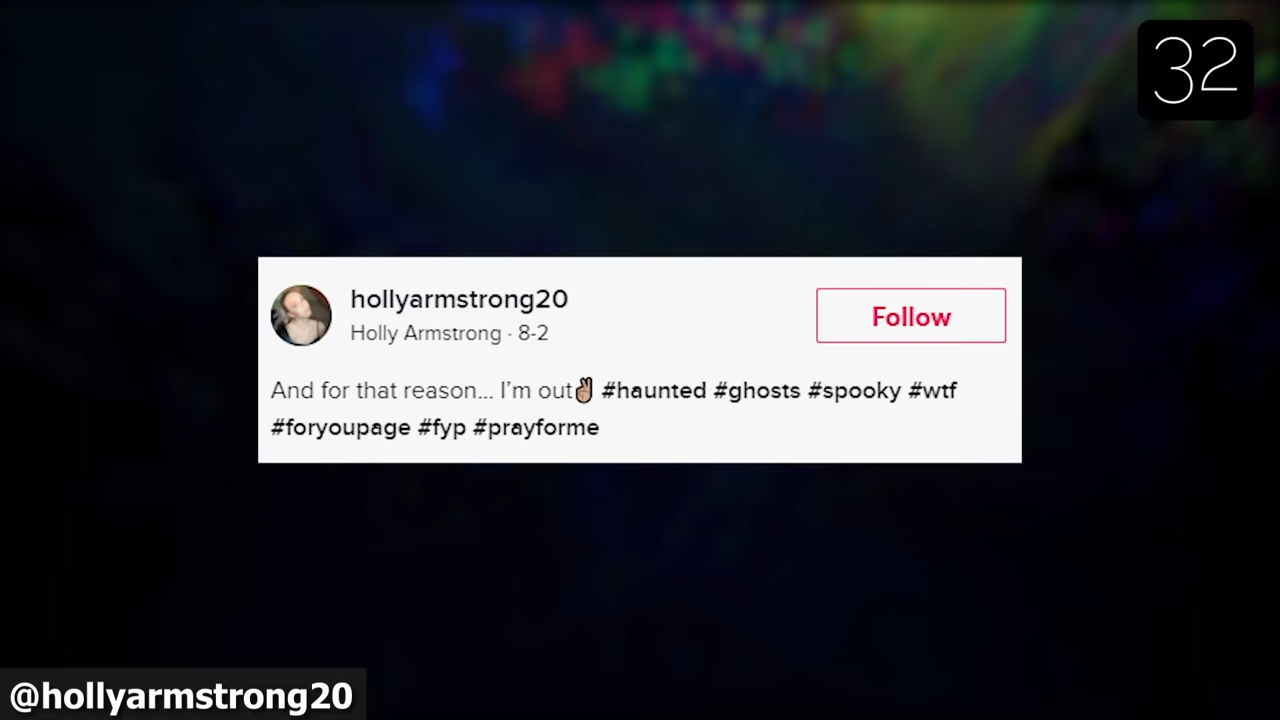 32
hollyarmstrong20
Holly Armstrong · 8-2
Follow
And for that reason... I'm out✌🏽 #haunted #ghosts #spooky #wtf
#foryoupage #fyp #prayforme
@hollyarmstrong20